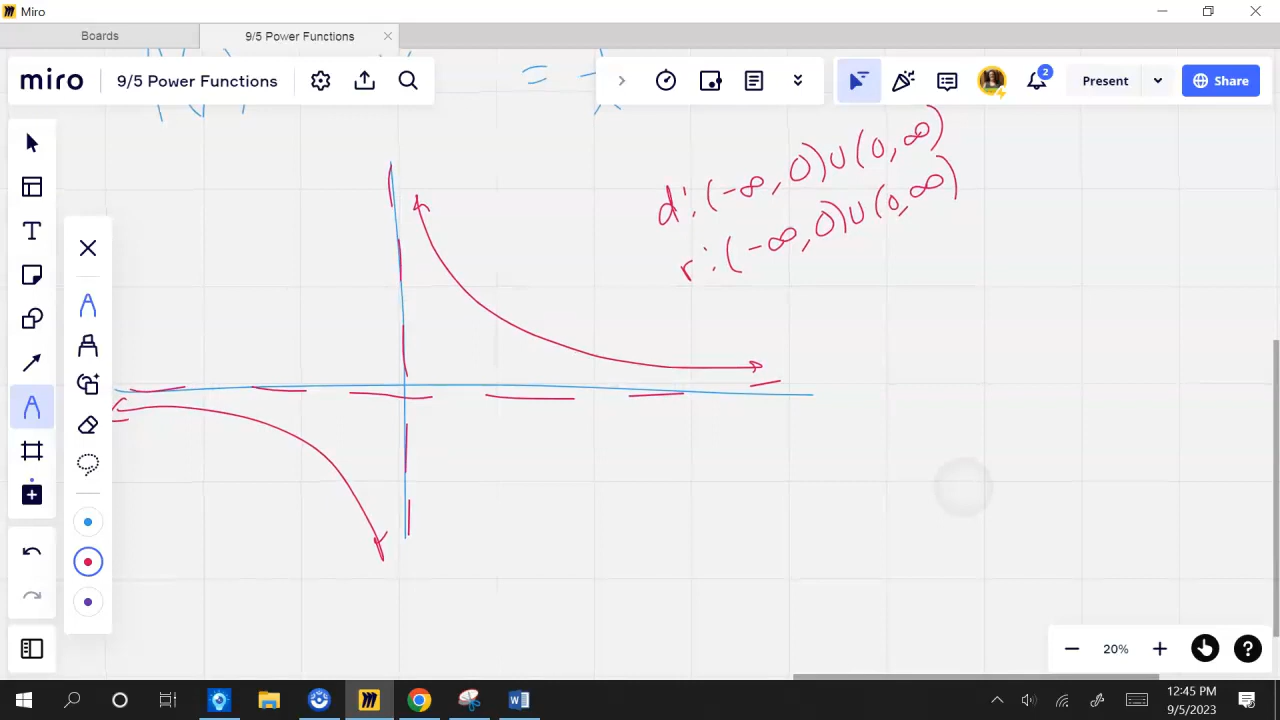 Miro
Boards
9/5 Power Functions
miro
9/5 Power Functions
=
2
Present
Share
d: (-∞, 0) ∪ (0, ∞)
r: (-∞, 0) ∪ (0, ∞)
20%
12:45 PM
9/5/2023